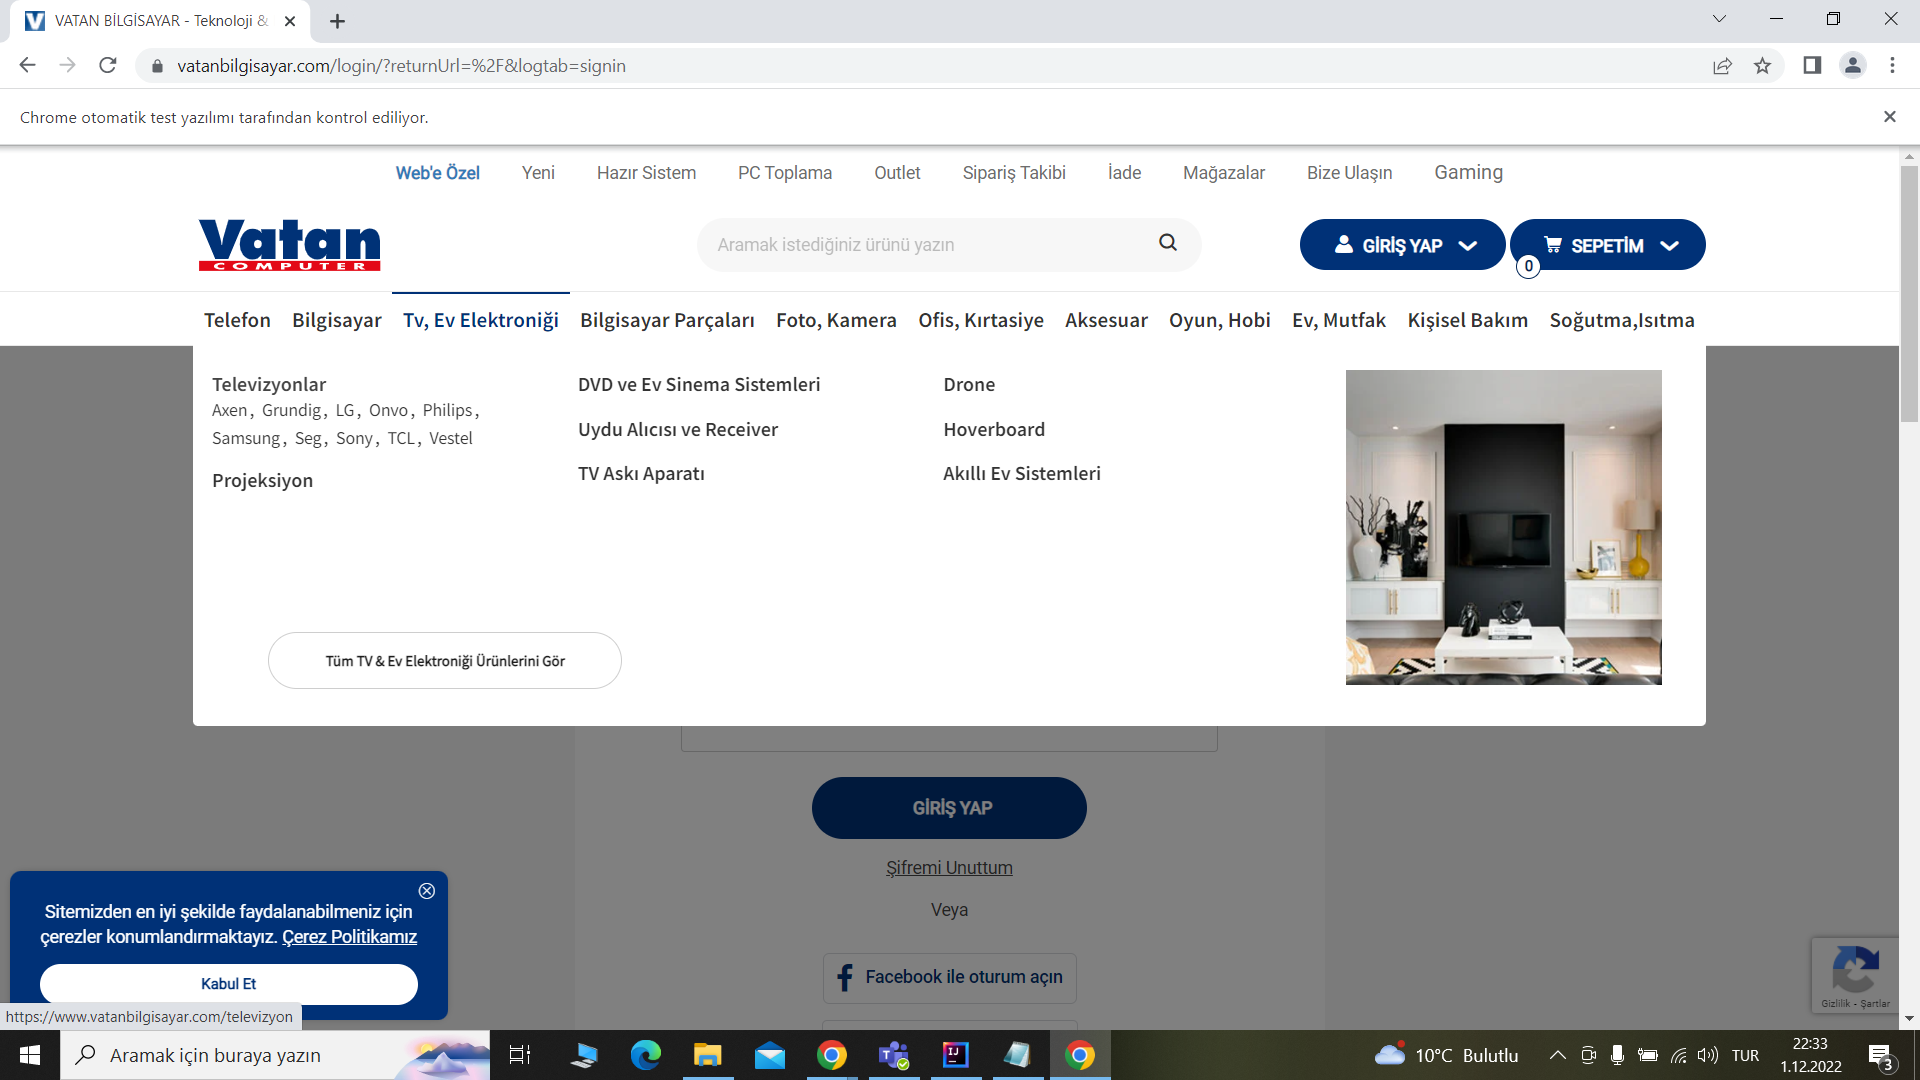 VATAN BİLGİSAYAR - Teknoloji &
vatanbilgisayar.com/login/?returnUrl=%2F&logtab=signin
Chrome otomatik test yazılımı tarafından kontrol ediliyor.
Web'e Özel Yeni Hazır Sistem PC Toplama Outlet Sipariş Takibi İade Mağazalar Bize Ulaşın Gaming
Vatan
COMPUTER
Aramak istediğiniz ürünü yazın
GİRİŞ YAP
SEPETİM
0
Telefon Bilgisayar Tv, Ev Elektroniği Bilgisayar Parçaları Foto, Kamera Ofis, Kırtasiye Aksesuar Oyun, Hobi Ev, Mutfak Kişisel Bakım Soğutma,Isıtma
Televizyonlar
Axen, Grundig, LG, Onvo, Philips,
Samsung, Seg, Sony, TCL, Vestel
Projeksiyon
DVD ve Ev Sinema Sistemleri
Uydu Alıcısı ve Receiver
TV Askı Aparatı
Drone
Hoverboard
Akıllı Ev Sistemleri
Tüm TV & Ev Elektroniği Ürünlerini Gör
GİRİŞ YAP
Şifremi Unuttum
Veya
Facebook ile oturum açın
Sitemizden en iyi şekilde faydalanabilmeniz için
çerezler konumlandırmaktayız. Çerez Politikamız
Kabul Et
Gizlilik - Şartlar
https://www.vatanbilgisayar.com/televizyon
Aramak için buraya yazın
10°C Bulutlu
TUR
22:33
1.12.2022
3